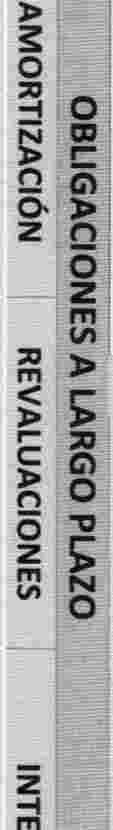 OBLIGACIONES A LARGO PLAZO
AMORTIZACIÓN REVALUACIONES INTE